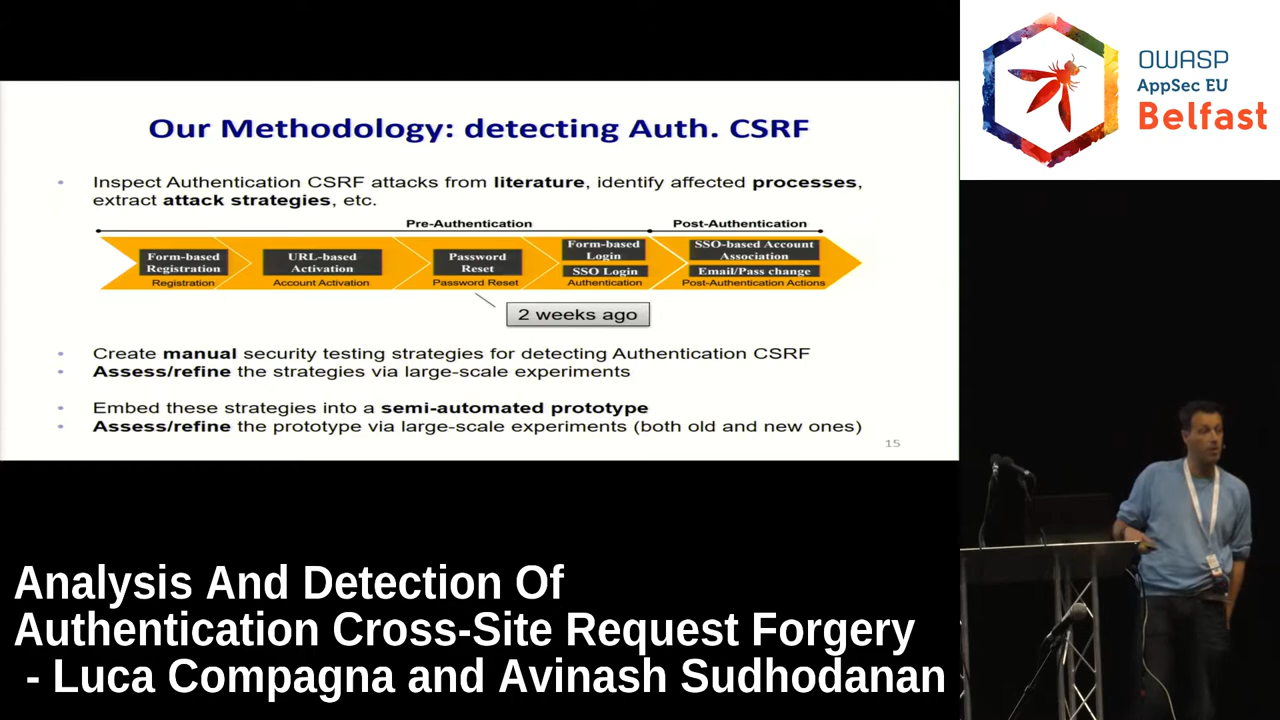 Our Methodology: detecting Auth. CSRF
• Inspect Authentication CSRF attacks from literature, identify affected processes,
extract attack strategies, etc.
Pre-Authentication
Post-Authentication
Form-based
Registration
Registration
URL-based
Activation
Account Activation
Password
Reset
Password Reset
Form-based
Login
SSO Login
Authentication
SSO-based Account
Association
Email/Pass change
Post-Authentication Actions
2 weeks ago
• Create manual security testing strategies for detecting Authentication CSRF
• Assess/refine the strategies via large-scale experiments
• Embed these strategies into a semi-automated prototype
• Assess/refine the prototype via large-scale experiments (both old and new ones)
15
OWASP
AppSec EU
Belfast
Analysis And Detection Of
Authentication Cross-Site Request Forgery
- Luca Compagna and Avinash Sudhodanan